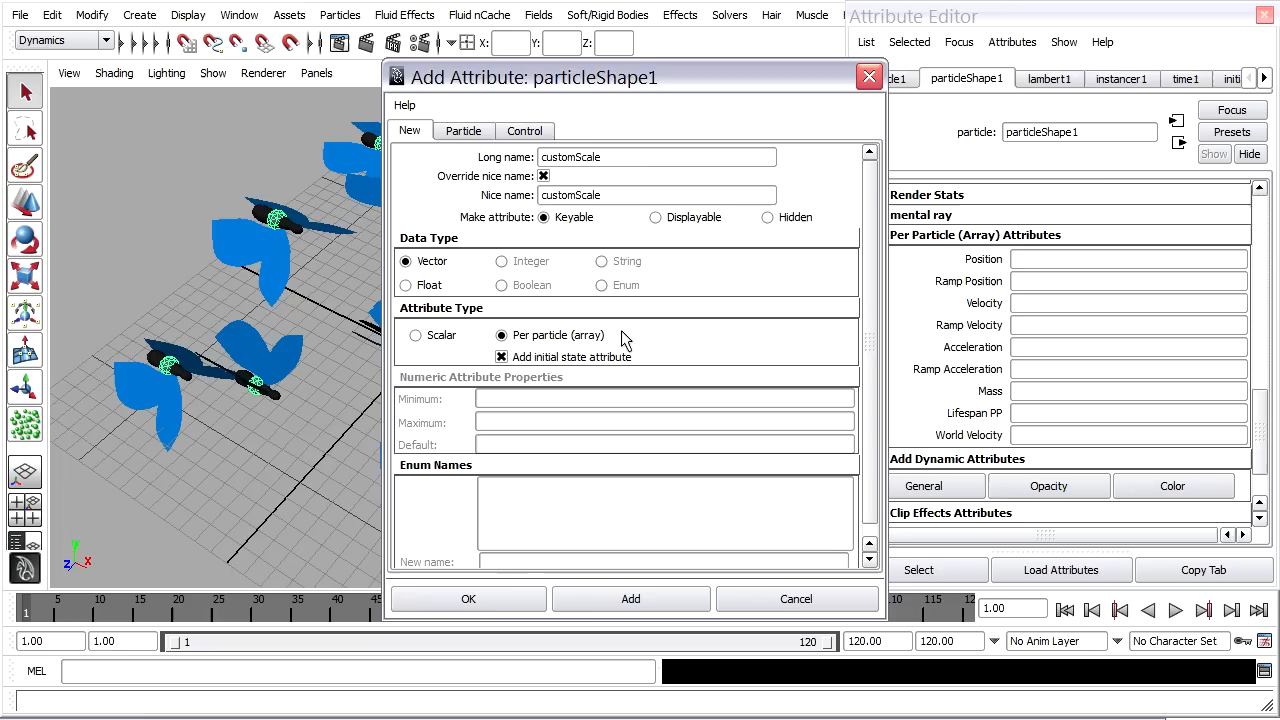 File Edit Modify Create Display Window Assets Particles Fluid Effects Fluid nCache Fields Soft/Rigid Bodies Effects Solvers Hair Muscle
Attribute Editor
Dynamics
X: Y: Z:
List Selected Focus Attributes Show Help
View Shading Lighting Show Renderer Panels
Add Attribute: particleShape1
particleShape1 lambert1 instancer1 time1
Help
Focus
New Particle Control
particle: particleShape1
Presets
Show Hide
Long name: customScale
Override nice name:
Nice name: customScale
Make attribute: Keyable Displayable Hidden
Data Type
Vector Integer String
Float Boolean Enum
Attribute Type
Scalar Per particle (array)
Add initial state attribute
Numeric Attribute Properties
Minimum:
Maximum:
Default:
Enum Names
New name:
OK Add Cancel
Render Stats
mental ray
Per Particle (Array) Attributes
Position
Ramp Position
Velocity
Ramp Velocity
Acceleration
Ramp Acceleration
Mass
Lifespan PP
World Velocity
Add Dynamic Attributes
General Opacity Color
Clip Effects Attributes
Select Load Attributes Copy Tab
y
z x
1 5 10 15 20 25 30 35 40 45 115 12
1.00
1.00 1.00 1 120 120.00 120.00 No Anim Layer No Character Set
MEL